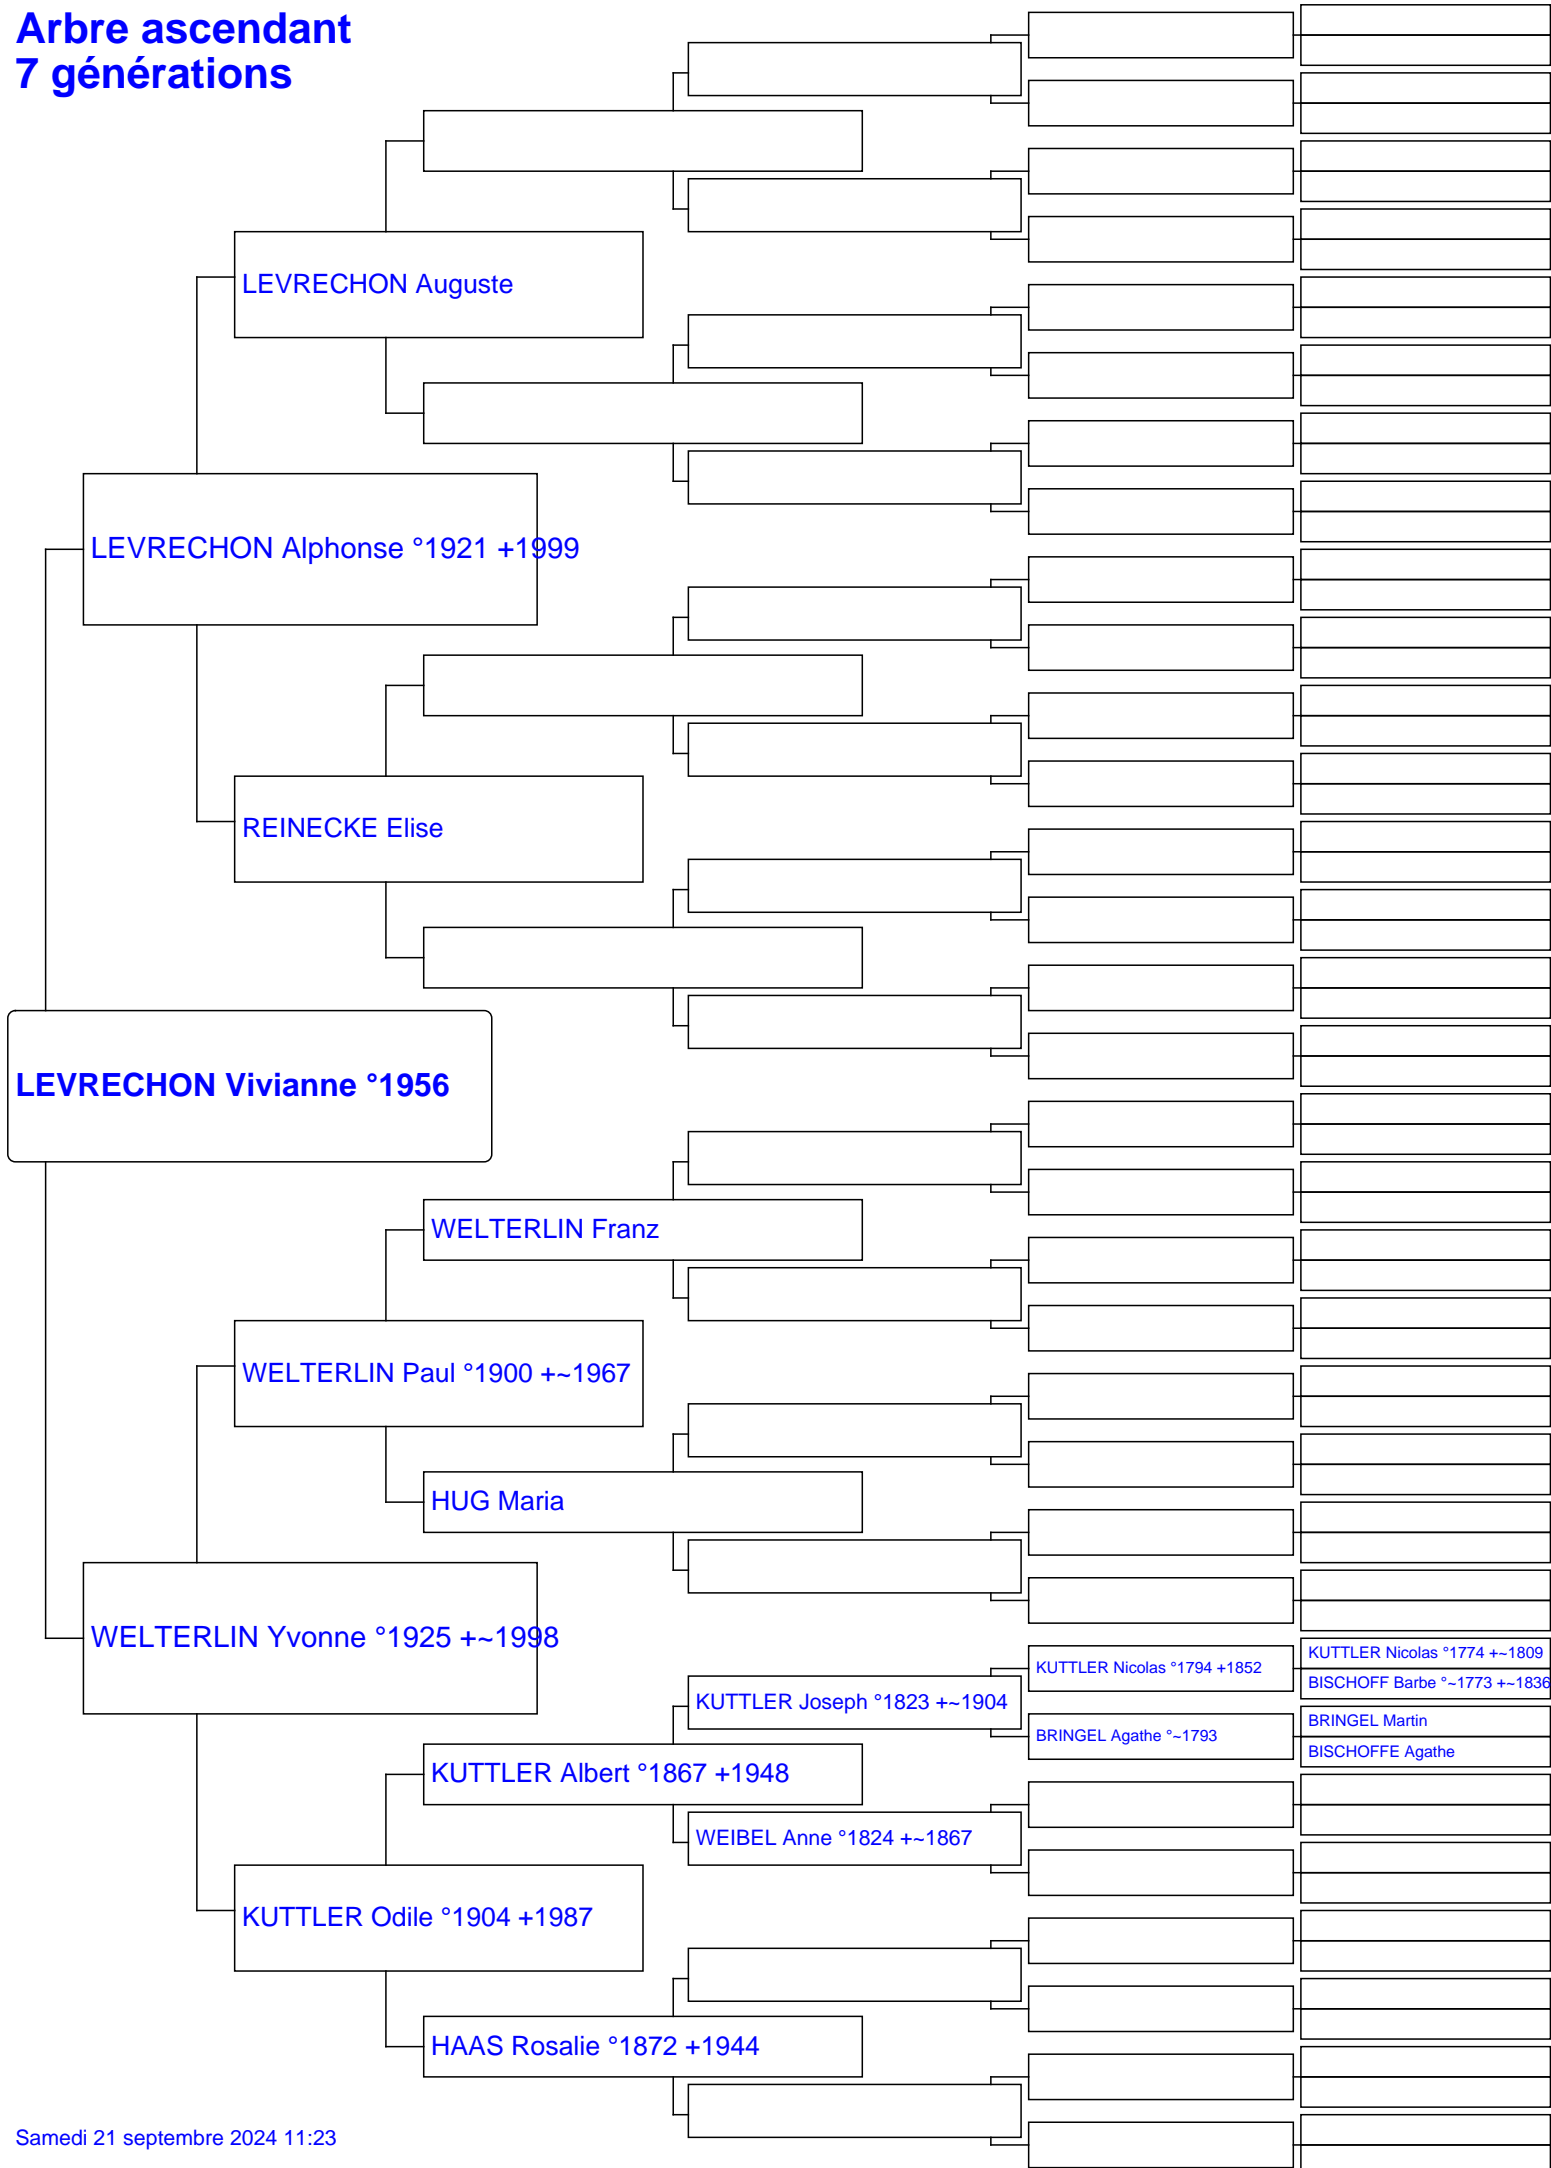 Arbre ascendant
7 générations
LEVRECHON Auguste
LEVRECHON Alphonse °1921 +1999
REINECKE Elise
LEVRECHON Vivianne °1956
WELTERLIN Franz
WELTERLIN Paul °1900 +~1967
HUG Maria
WELTERLIN Yvonne °1925 +~1998
KUTTLER Nicolas °1774 +~1809
KUTTLER Nicolas °1794 +1852
BISCHOFF Barbe °~1773 +~1836
KUTTLER Joseph °1823 +~1904
BRINGEL Martin
BRINGEL Agathe °~1793
BISCHOFFE Agathe
KUTTLER Albert °1867 +1948
WEIBEL Anne °1824 +~1867
KUTTLER Odile °1904 +1987
HAAS Rosalie °1872 +1944
Samedi 21 septembre 2024 11:23